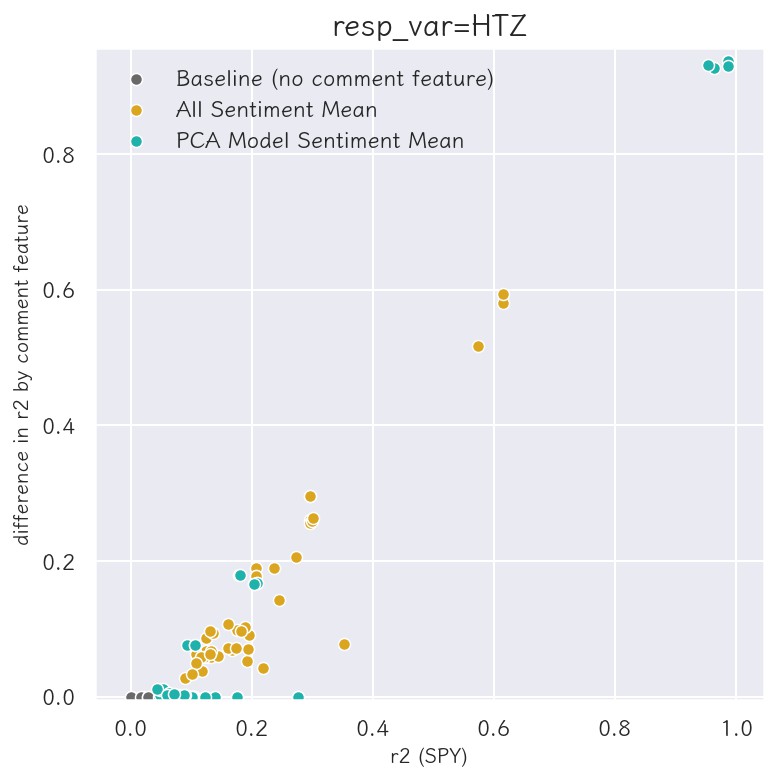 resp_var=HTZ
Baseline (no comment feature)
All Sentiment Mean
PCA Model Sentiment Mean
difference in r2 by comment feature
0.8
0.6
0.4
0.2
0.0
0.0 0.2 0.4 0.6 0.8 1.0
r2 (SPY)